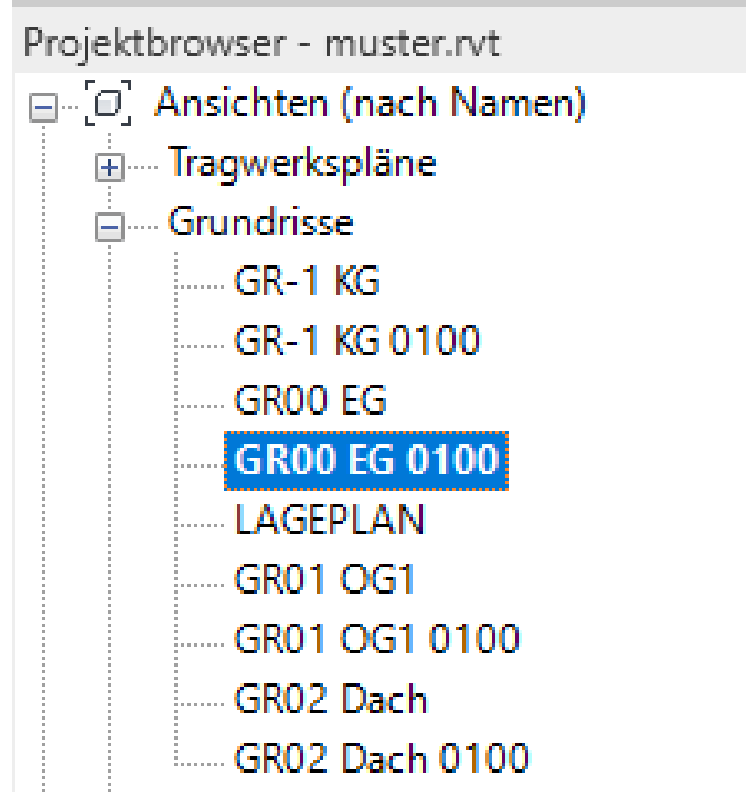 Projektbrowser - muster.rvt
Ansichten (nach Namen)
Tragwerkspläne
Grundrisse
GR-1 KG
GR-1 KG 0100
GR00 EG
GR00 EG 0100
LAGEPLAN
GR01 OG1
GR01 OG1 0100
GR02 Dach
GR02 Dach 0100